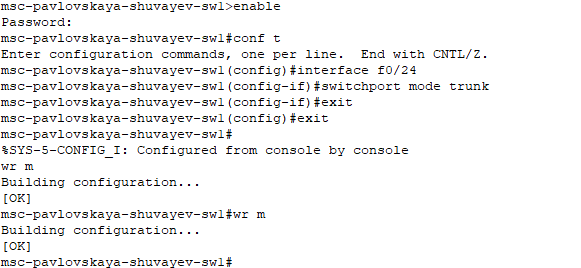 msc-pavlovskaya-shuvayev-sw1>enable
Password:
msc-pavlovskaya-shuvayev-sw1#conf t
Enter configuration commands, one per line.  End with CNTL/Z.
msc-pavlovskaya-shuvayev-sw1(config)#interface f0/24
msc-pavlovskaya-shuvayev-sw1(config-if)#switchport mode trunk
msc-pavlovskaya-shuvayev-sw1(config-if)#exit
msc-pavlovskaya-shuvayev-sw1(config)#exit
msc-pavlovskaya-shuvayev-sw1#
%SYS-5-CONFIG_I: Configured from console by console
wr m
Building configuration...
[OK]
msc-pavlovskaya-shuvayev-sw1#wr m
Building configuration...
[OK]
msc-pavlovskaya-shuvayev-sw1#